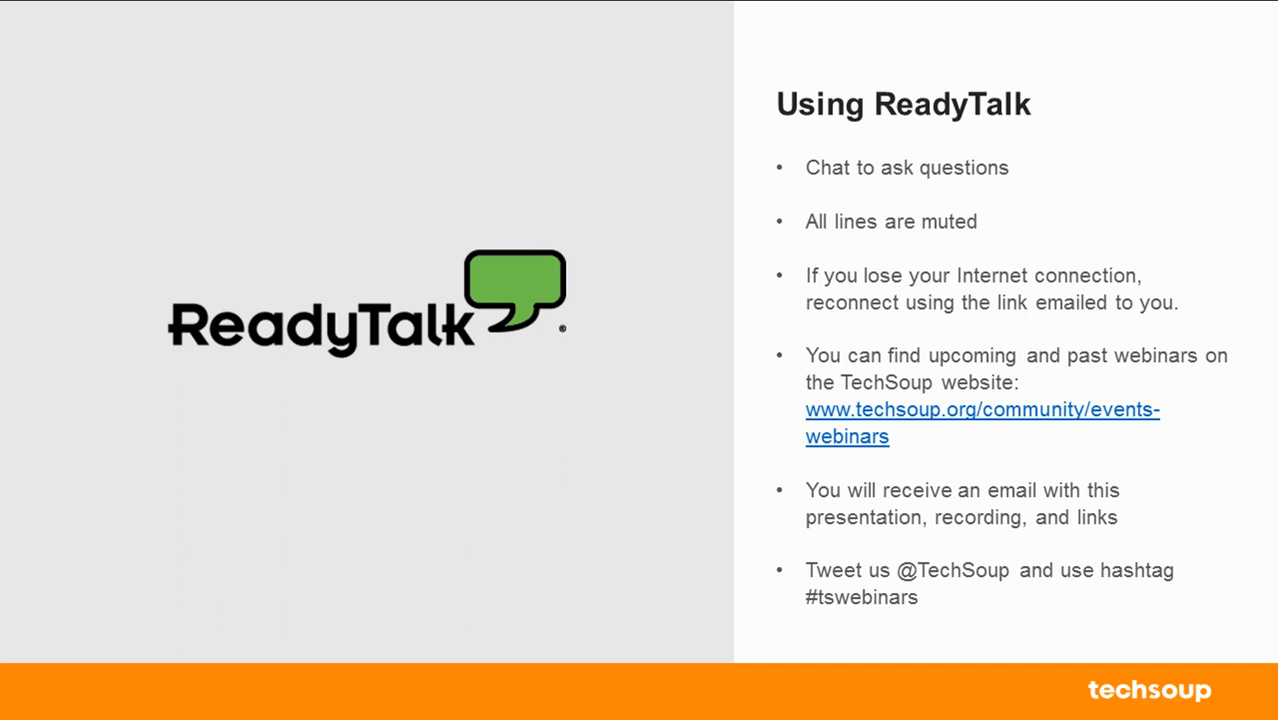 ReadyTalk
®
Using ReadyTalk
• Chat to ask questions
• All lines are muted
• If you lose your Internet connection,
reconnect using the link emailed to you.
• You can find upcoming and past webinars on
the TechSoup website:
www.techsoup.org/community/events-
webinars
• You will receive an email with this
presentation, recording, and links
• Tweet us @TechSoup and use hashtag
#tswebinars
techsoup